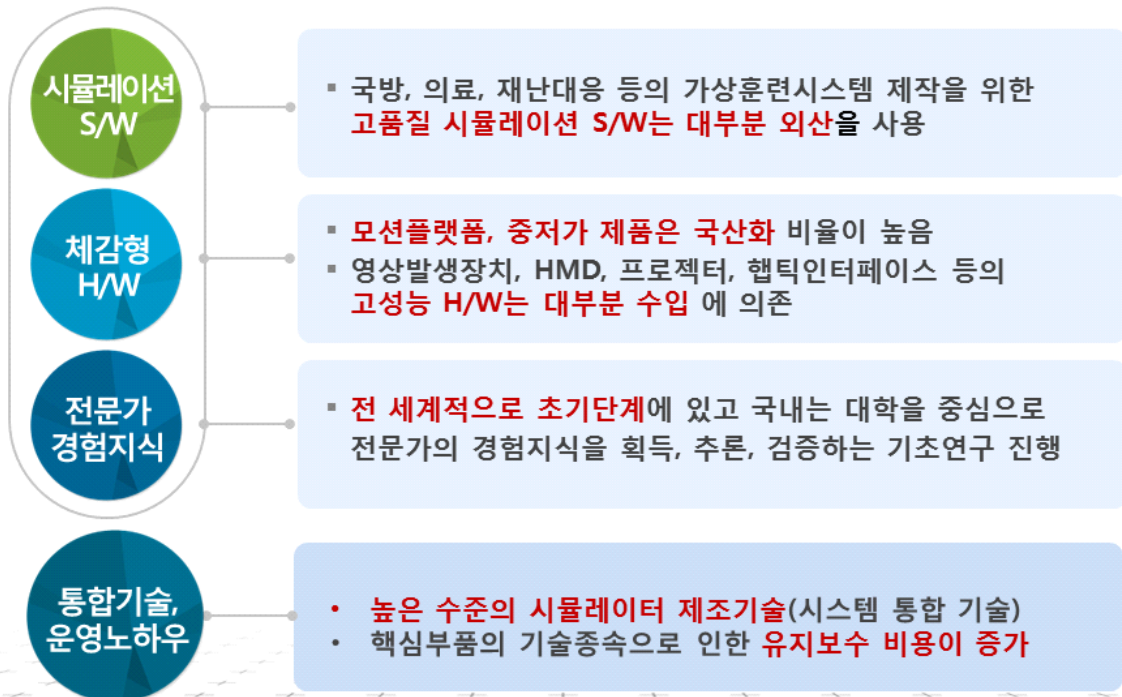 시뮬레이션
S/W
▪ 국방, 의료, 재난대응 등의 가상훈련시스템 제작을 위한
고품질 시뮬레이션 S/W는 대부분 외산을 사용
체감형
H/W
▪ 모션플랫폼, 중저가 제품은 국산화 비율이 높음
▪ 영상발생장치, HMD, 프로젝터, 햅틱인터페이스 등의
고성능 H/W는 대부분 수입 에 의존
전문가
경험지식
▪ 전 세계적으로 초기단계에 있고 국내는 대학을 중심으로
전문가의 경험지식을 획득, 추론, 검증하는 기초연구 진행
통합기술,
운영노하우
• 높은 수준의 시뮬레이터 제조기술(시스템 통합 기술)
• 핵심부품의 기술종속으로 인한 유지보수 비용이 증가